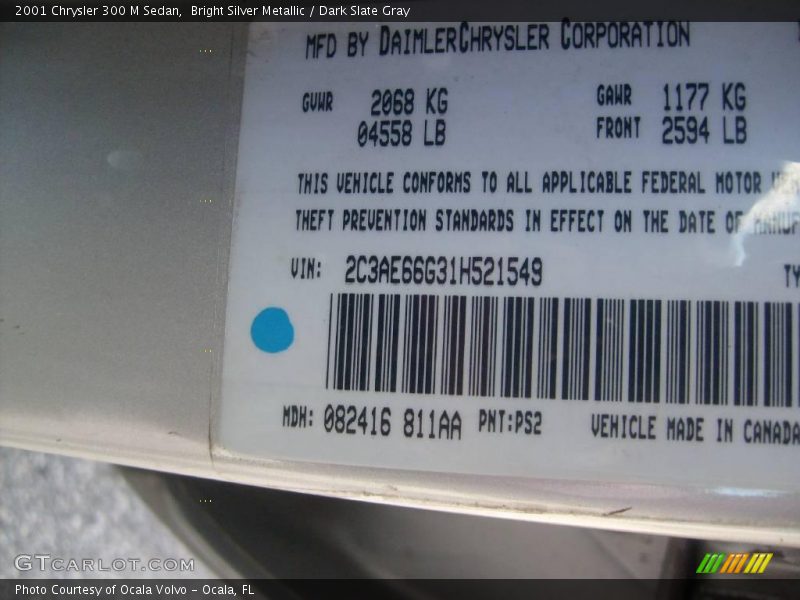 2001 Chrysler 300 M Sedan,  Bright Silver Metallic / Dark Slate Gray
MFD BY DAIMLERCHRYSLER CORPORATION
GVWR 2068 KG GAWR 1177 KG
04558 LB FRONT 2594 LB
THIS VEHICLE CONFORMS TO ALL APPLICABLE FEDERAL MOTOR
THEFT PREVENTION STANDARDS IN EFFECT ON THE DATE OF
VIN: 2C3AE66G31H521549 TY
MDH: 082416 811AA PNT:PS2 VEHICLE MADE IN CANADA
GTCARLOT.COM
Photo Courtesy of Ocala Volvo - Ocala, FL